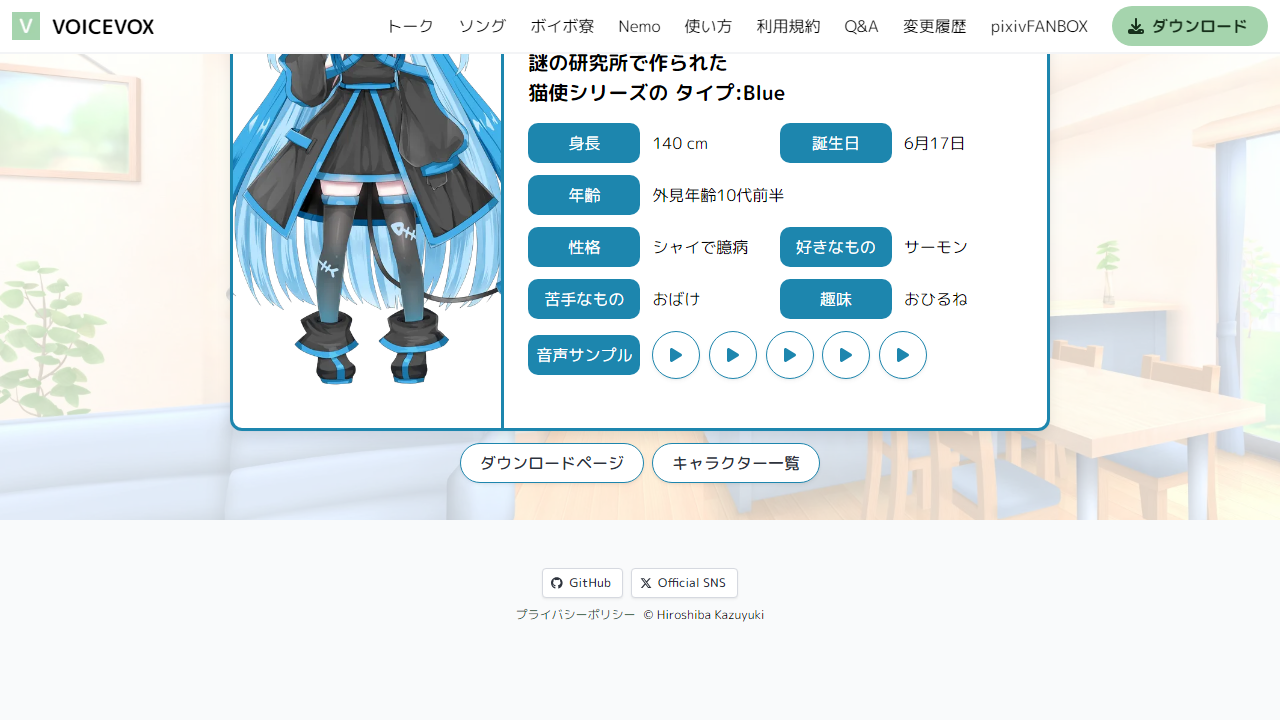 V VOICEVOX トーク ソング ボイボ寮 Nemo 使い方 利用規約 Q&A 変更履歴 pixivFANBOX ダウンロード
謎の研究所で作られた
猫使シリーズの タイプ:Blue
身長 140 cm 誕生日 6月17日
年齢 外見年齢10代前半
性格 シャイで臆病 好きなもの サーモン
苦手なもの おばけ 趣味 おひるね
音声サンプル
ダウンロードページ キャラクター一覧
GitHub Official SNS
プライバシーポリシー © Hiroshiba Kazuyuki